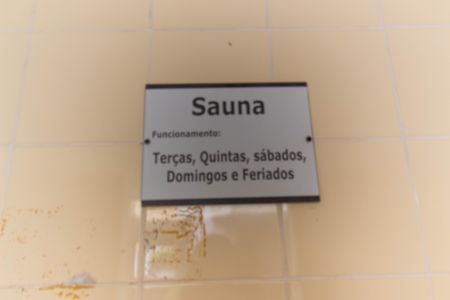 Sauna
Funcionamento:
Terças, Quintas, sábados,
Domingos e Feriados